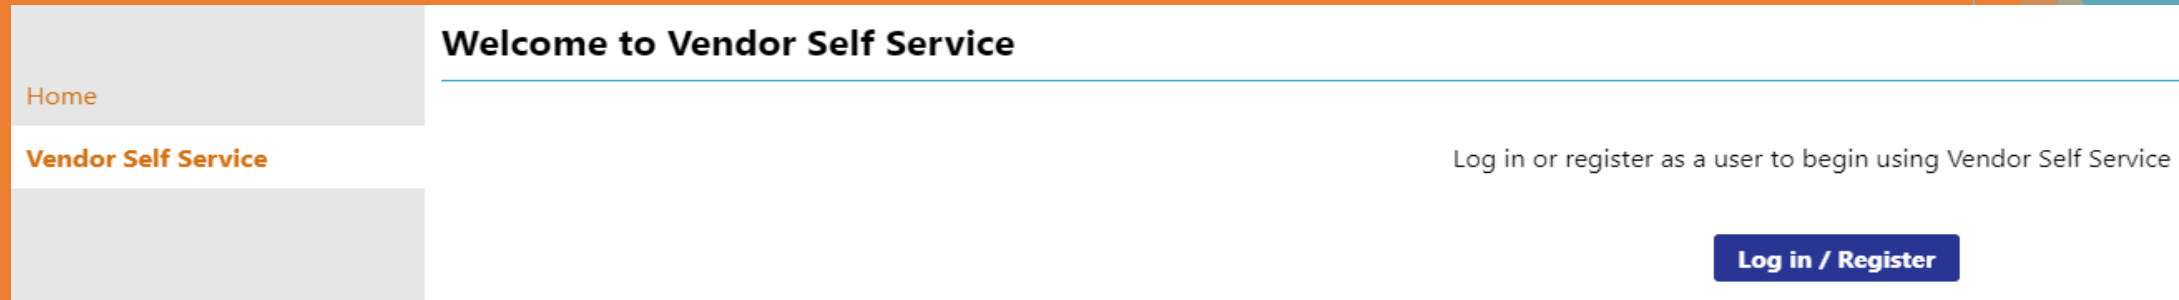 Welcome to Vendor Self Service
Home
Vendor Self Service
Log in or register as a user to begin using Vendor Self Service
Log in / Register